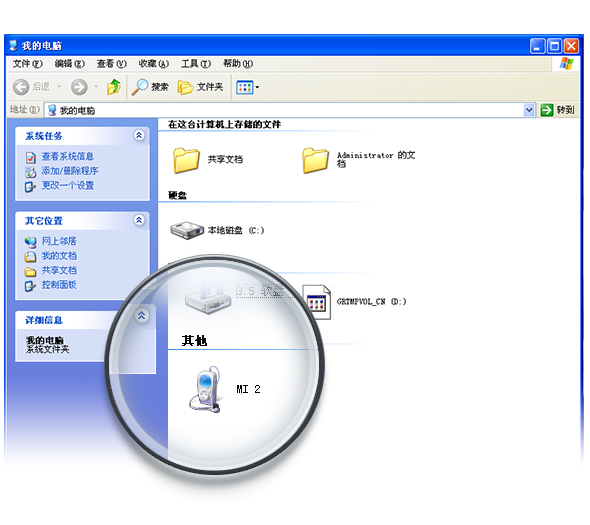 我的电脑
文件(F) 编辑(E) 查看(V) 收藏(A) 工具(T) 帮助(H)
后退 搜索 文件夹
地址(D) 我的电脑 转到
系统任务
查看系统信息
添加/删除程序
更改一个设置
其它位置
网上邻居
我的文档
共享文档
控制面板
详细信息
我的电脑
系统文件夹
在这台计算机上存储的文件
共享文档
Administrator 的文
档
硬盘
本地磁盘 (C:)
3.5 软盘
GRTMPVOL_CN (D:)
其他
MI 2